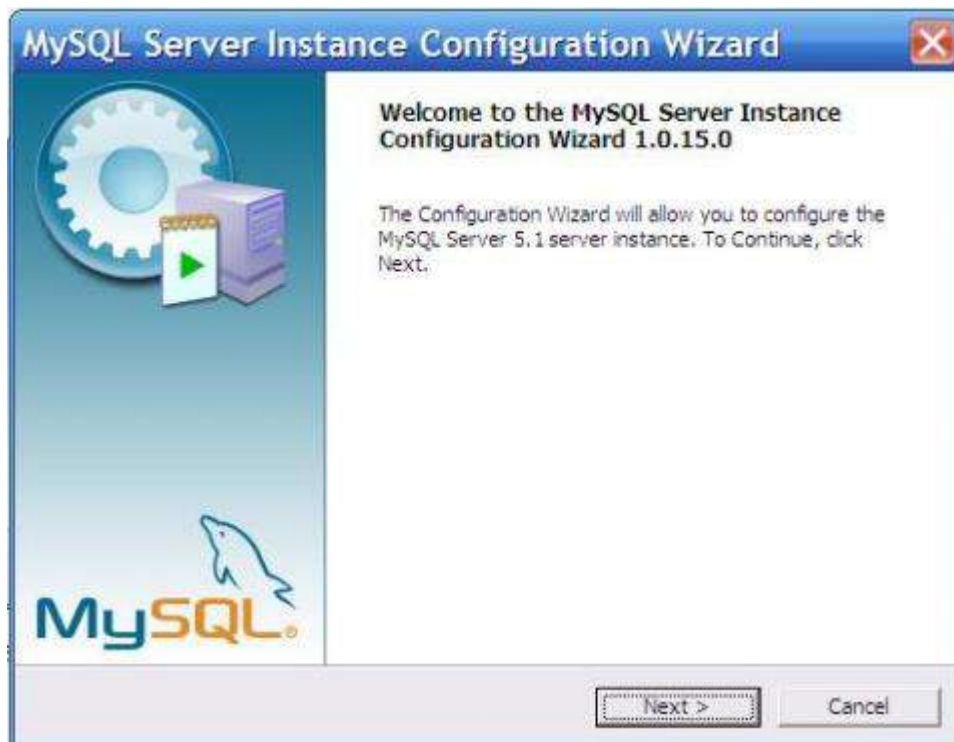 MySQL Server Instance Configuration Wizard
Welcome to the MySQL Server Instance
Configuration Wizard 1.0.15.0
The Configuration Wizard will allow you to configure the
MySQL Server 5.1 server instance. To Continue, click
Next.
MySQL®
Next >
Cancel